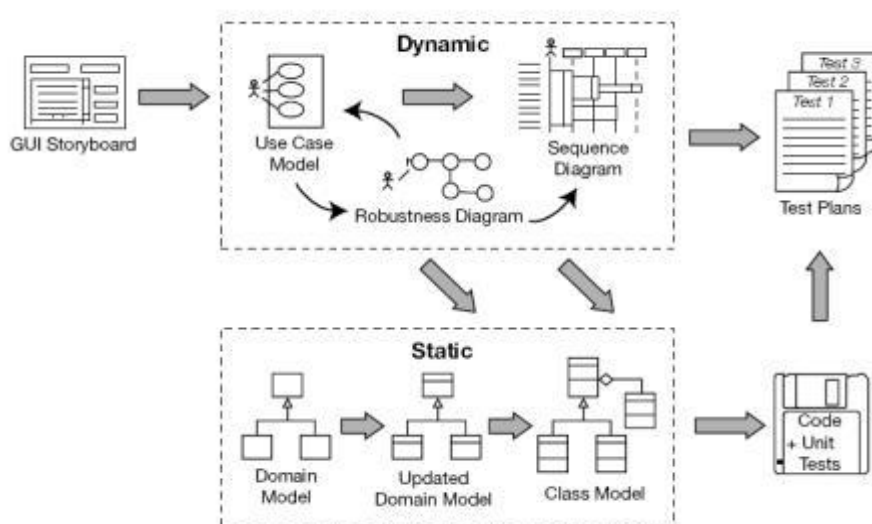 Dynamic
GUI Storyboard
Use Case
Model
Sequence
Diagram
Robustness Diagram
Test 3
Test 2
Test 1
Test Plans
Static
Domain
Model
Updated
Domain Model
Class Model
Code
+ Unit
Tests